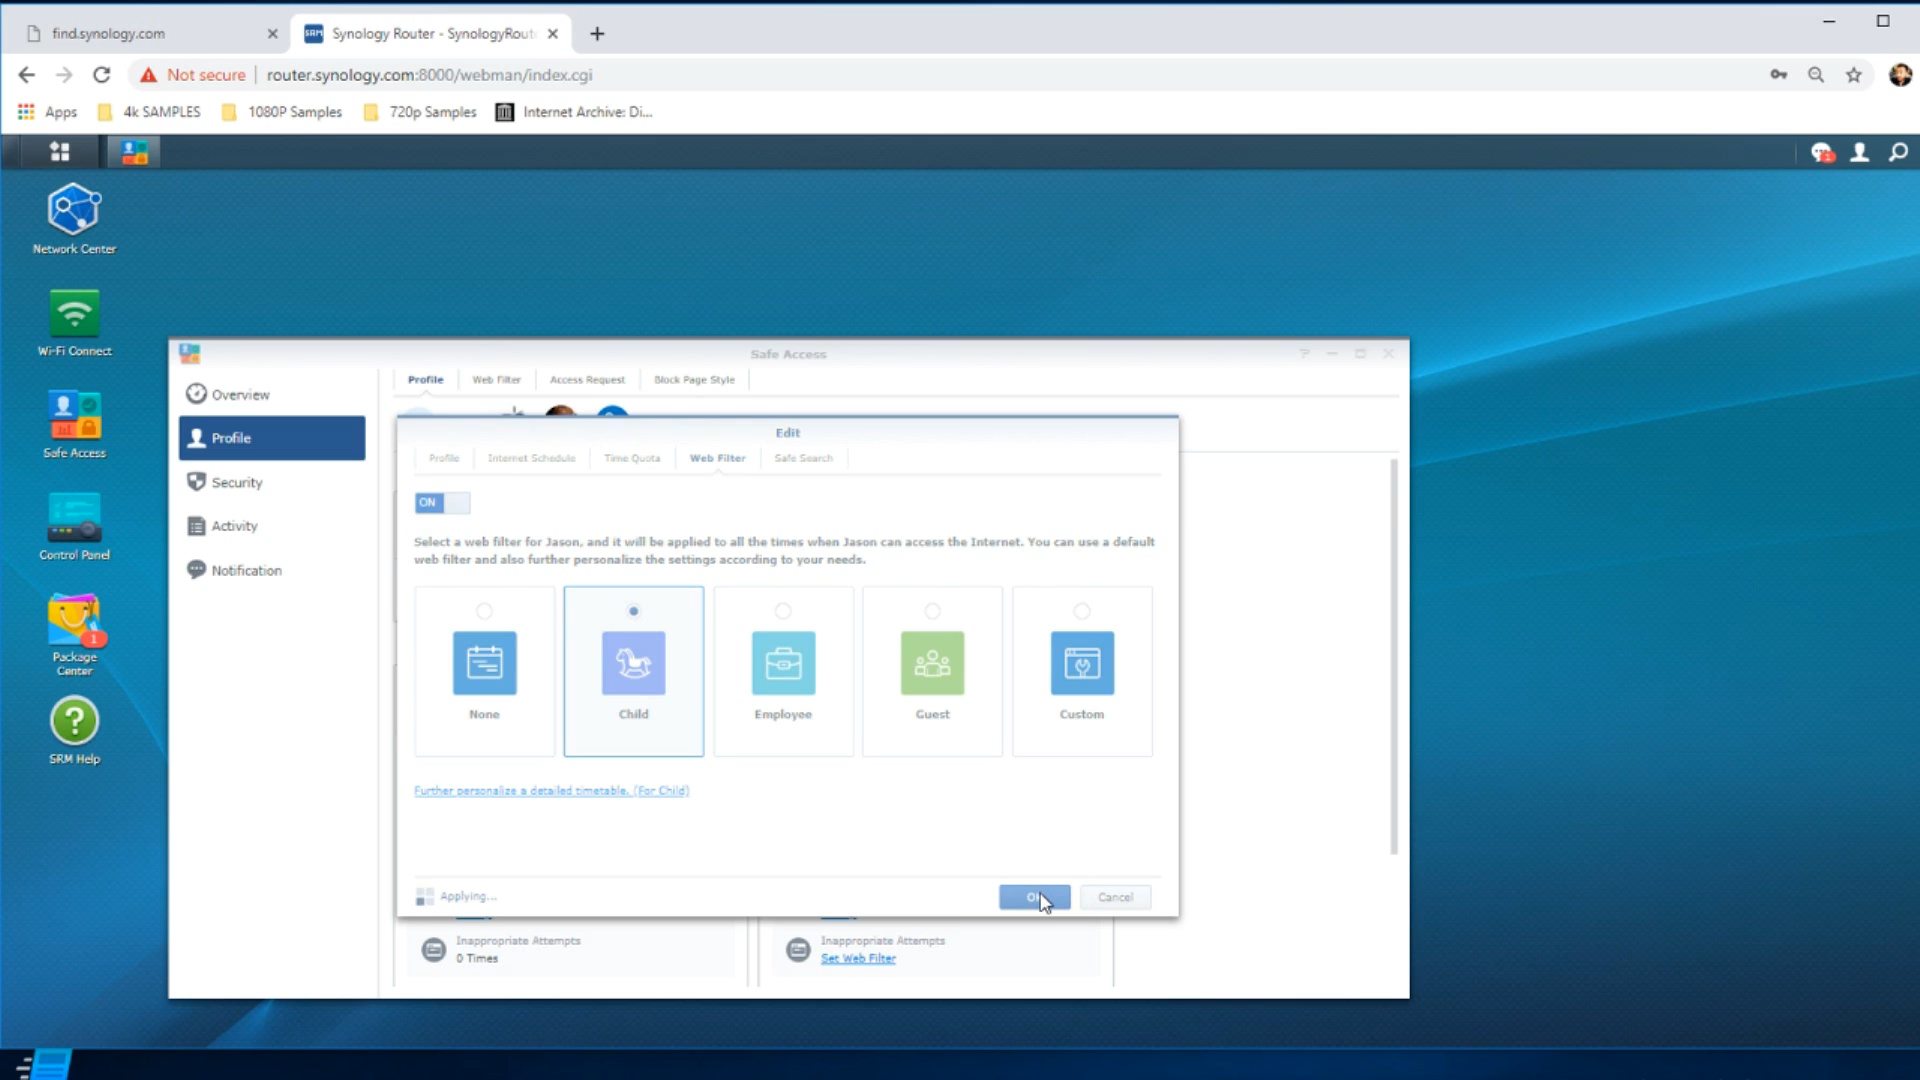 find.synology.com
SRM
Synology Router - SynologyRout
Not secure
router.synology.com:8000/webman/index.cgi
Apps
4k SAMPLES
1080P Samples
720p Samples
Internet Archive: Di...
Network Center
Wi-Fi Connect
Safe Access
Control Panel
1
Package
Center
SRM Help
Safe Access
Overview
Profile
Security
Activity
Notification
Profile
Web Filter
Access Request
Block Page Style
Edit
Profile
Internet Schedule
Time Quota
Web Filter
Safe Search
ON
Select a web filter for Jason, and it will be applied to all the times when Jason can access the Internet. You can use a default
web filter and also further personalize the settings according to your needs.
None
Child
Employee
Guest
Custom
Further personalize a detailed timetable. (For Child)
Applying...
Cancel
Inappropriate Attempts
0 Times
Inappropriate Attempts
Set Web Filter